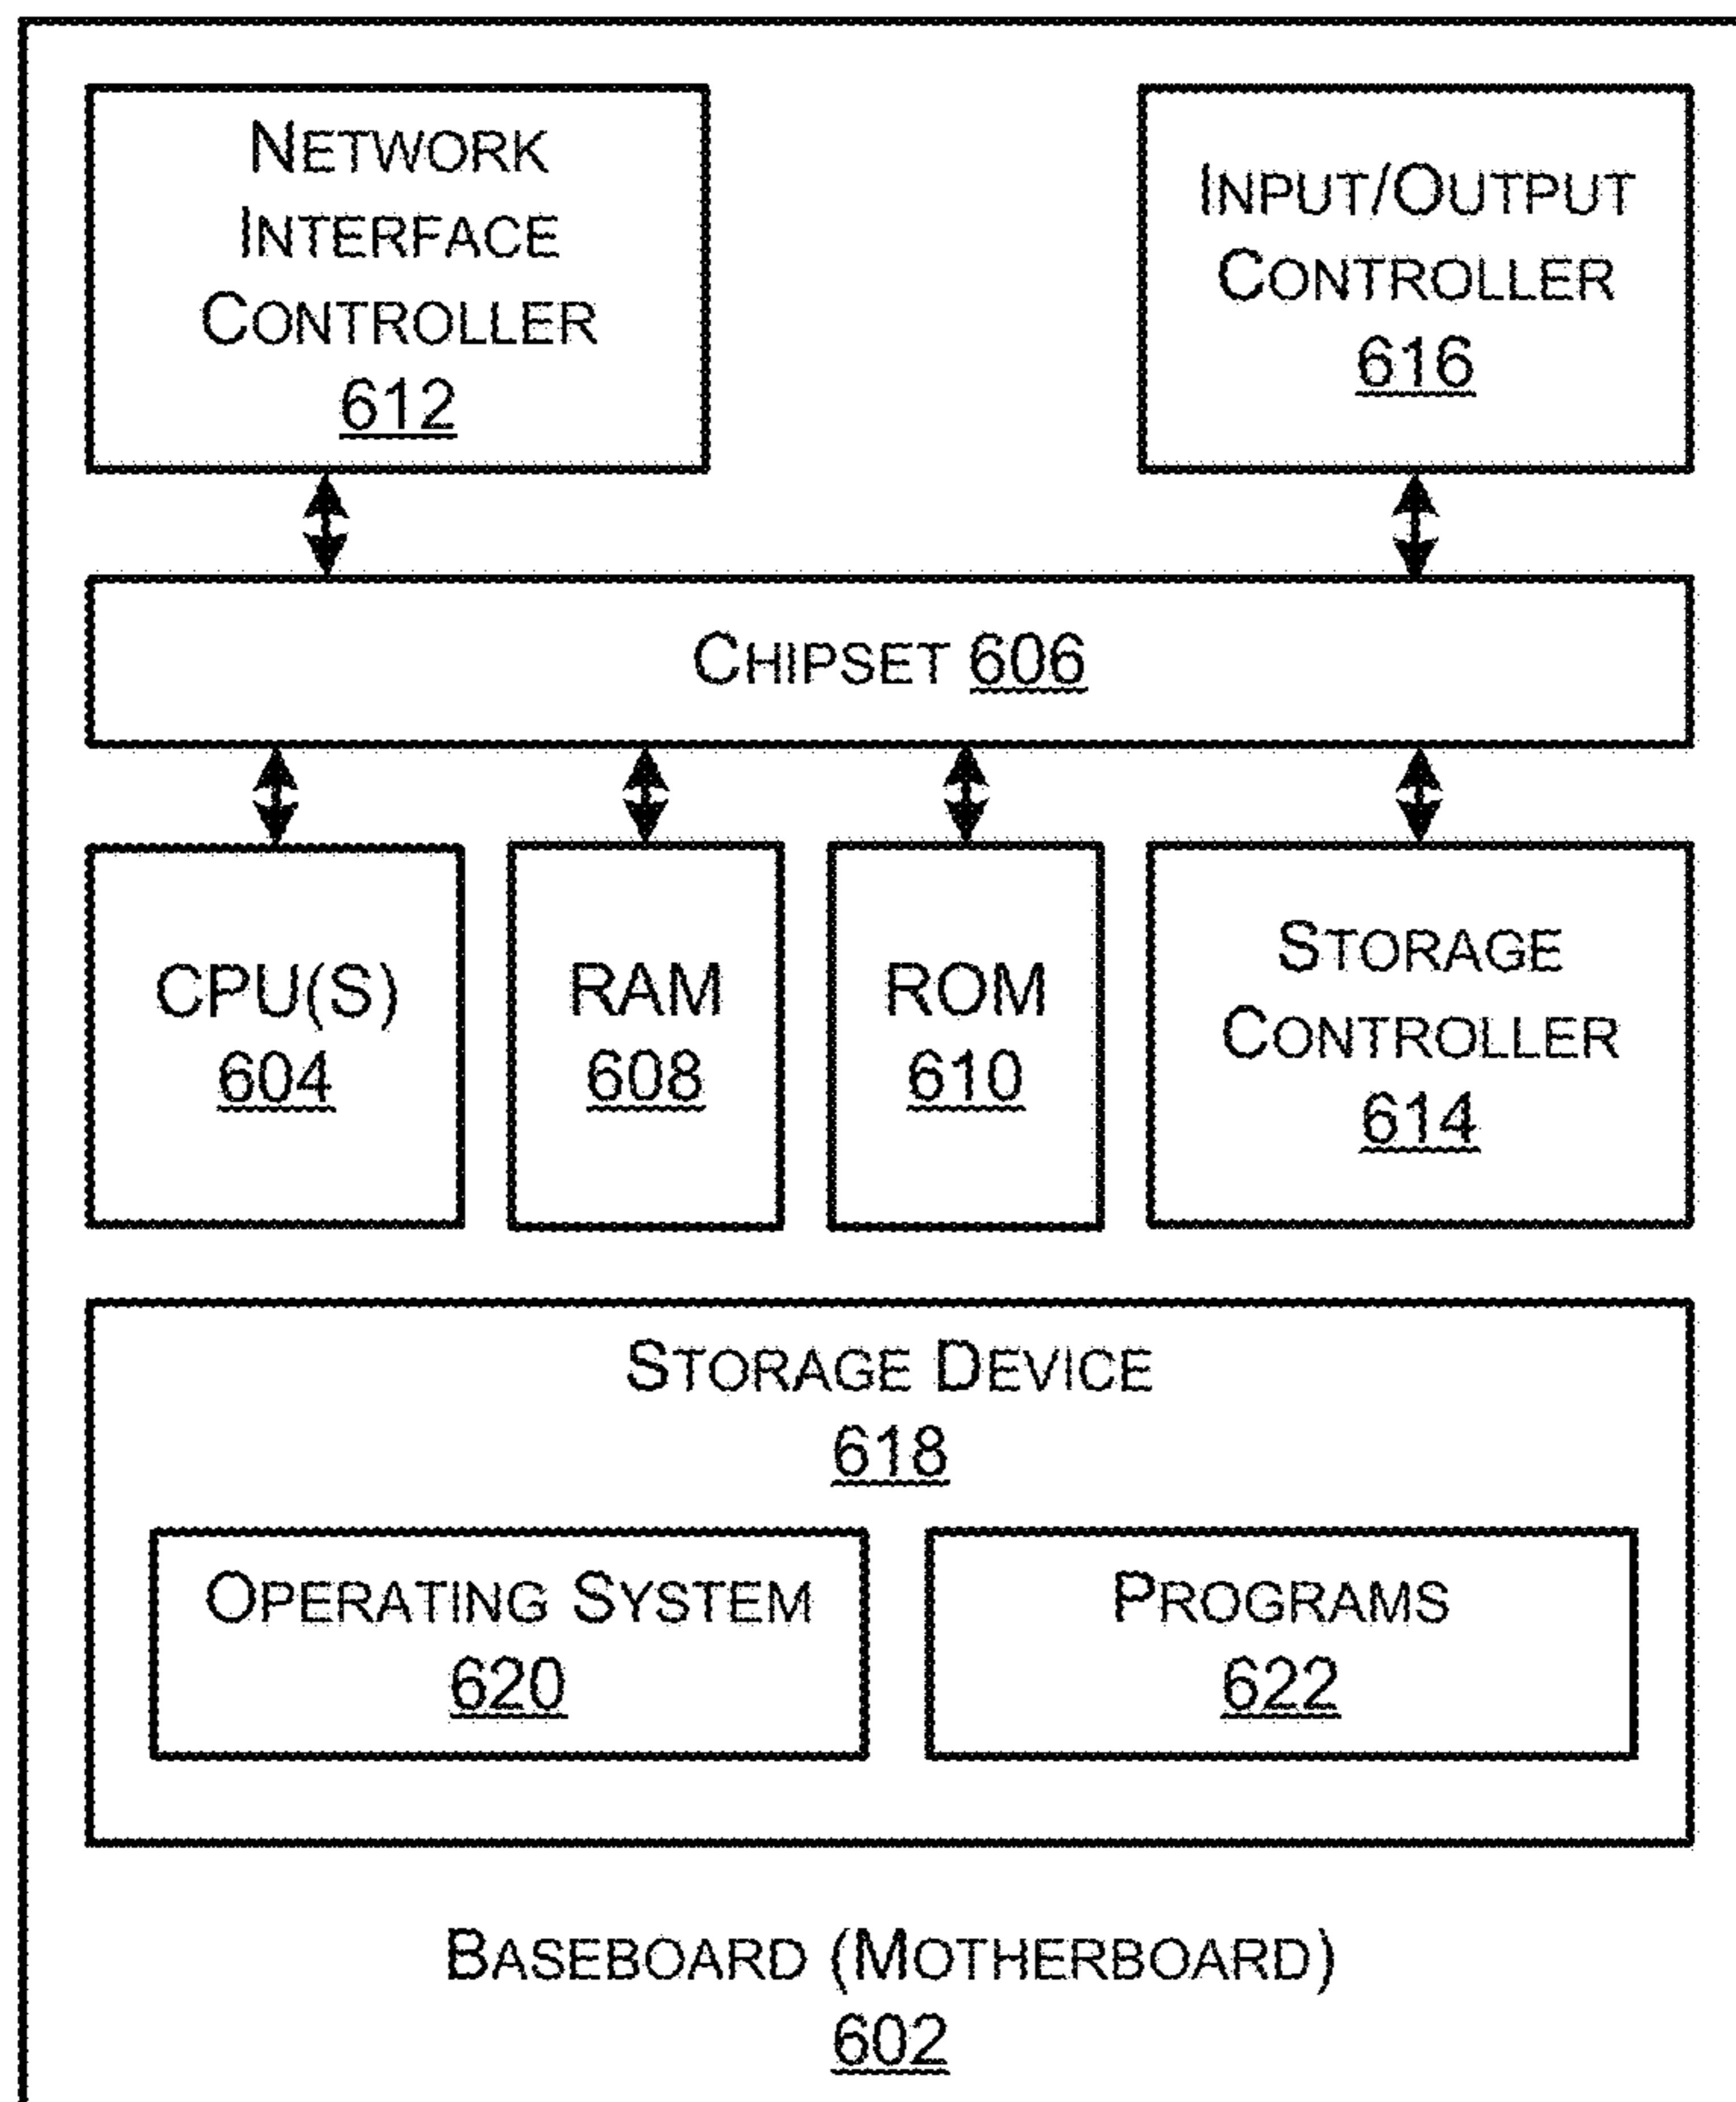 NETWORK
INTERFACE
CONTROLLER
612
INPUT/OUTPUT
CONTROLLER
616
CHIPSET 606
CPU(S)
604
RAM
608
ROM
610
STORAGE
CONTROLLER
614
STORAGE DEVICE
618
OPERATING SYSTEM
620
PROGRAMS
622
BASEBOARD (MOTHERBOARD)
602